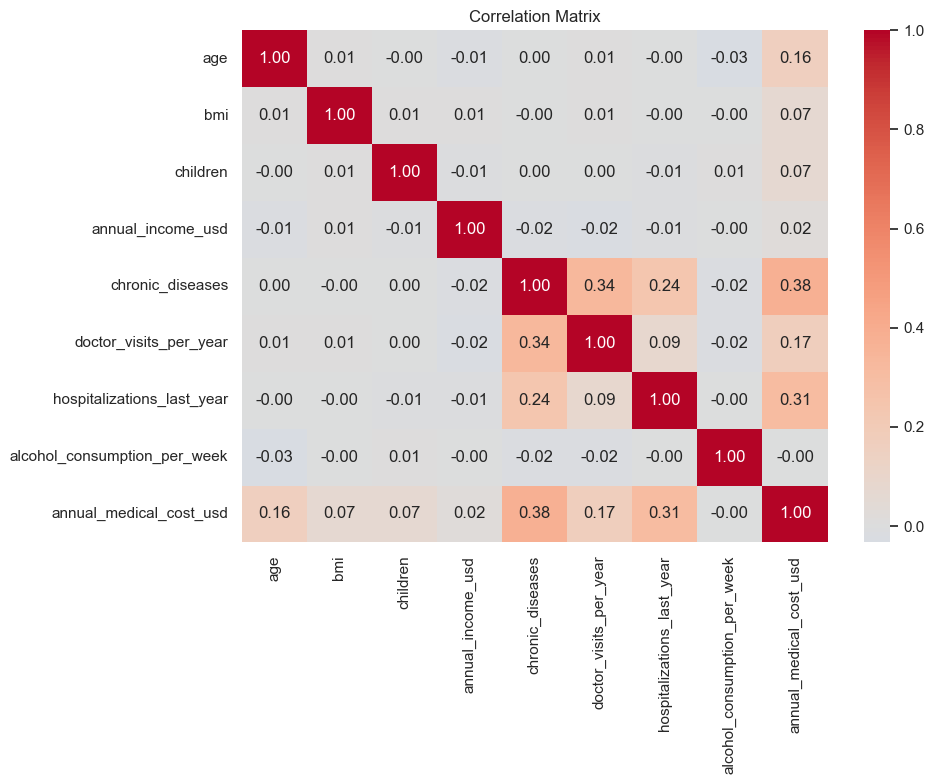 Correlation Matrix
age 1.00 0.01 -0.00 -0.01 0.00 0.01 -0.00 -0.03 0.16
bmi 0.01 1.00 0.01 0.01 -0.00 0.01 -0.00 -0.00 0.07
children -0.00 0.01 1.00 -0.01 0.00 0.00 -0.01 0.01 0.07
annual_income_usd -0.01 0.01 -0.01 1.00 -0.02 -0.02 -0.01 -0.00 0.02
chronic_diseases 0.00 -0.00 0.00 -0.02 1.00 0.34 0.24 -0.02 0.38
doctor_visits_per_year 0.01 0.01 0.00 -0.02 0.34 1.00 0.09 -0.02 0.17
hospitalizations_last_year -0.00 -0.00 -0.01 -0.01 0.24 0.09 1.00 -0.00 0.31
alcohol_consumption_per_week -0.03 -0.00 0.01 -0.00 -0.02 -0.02 -0.00 1.00 -0.00
annual_medical_cost_usd 0.16 0.07 0.07 0.02 0.38 0.17 0.31 -0.00 1.00
age
bmi
children
annual_income_usd
chronic_diseases
doctor_visits_per_year
hospitalizations_last_year
alcohol_consumption_per_week
annual_medical_cost_usd
1.0
0.8
0.6
0.4
0.2
0.0